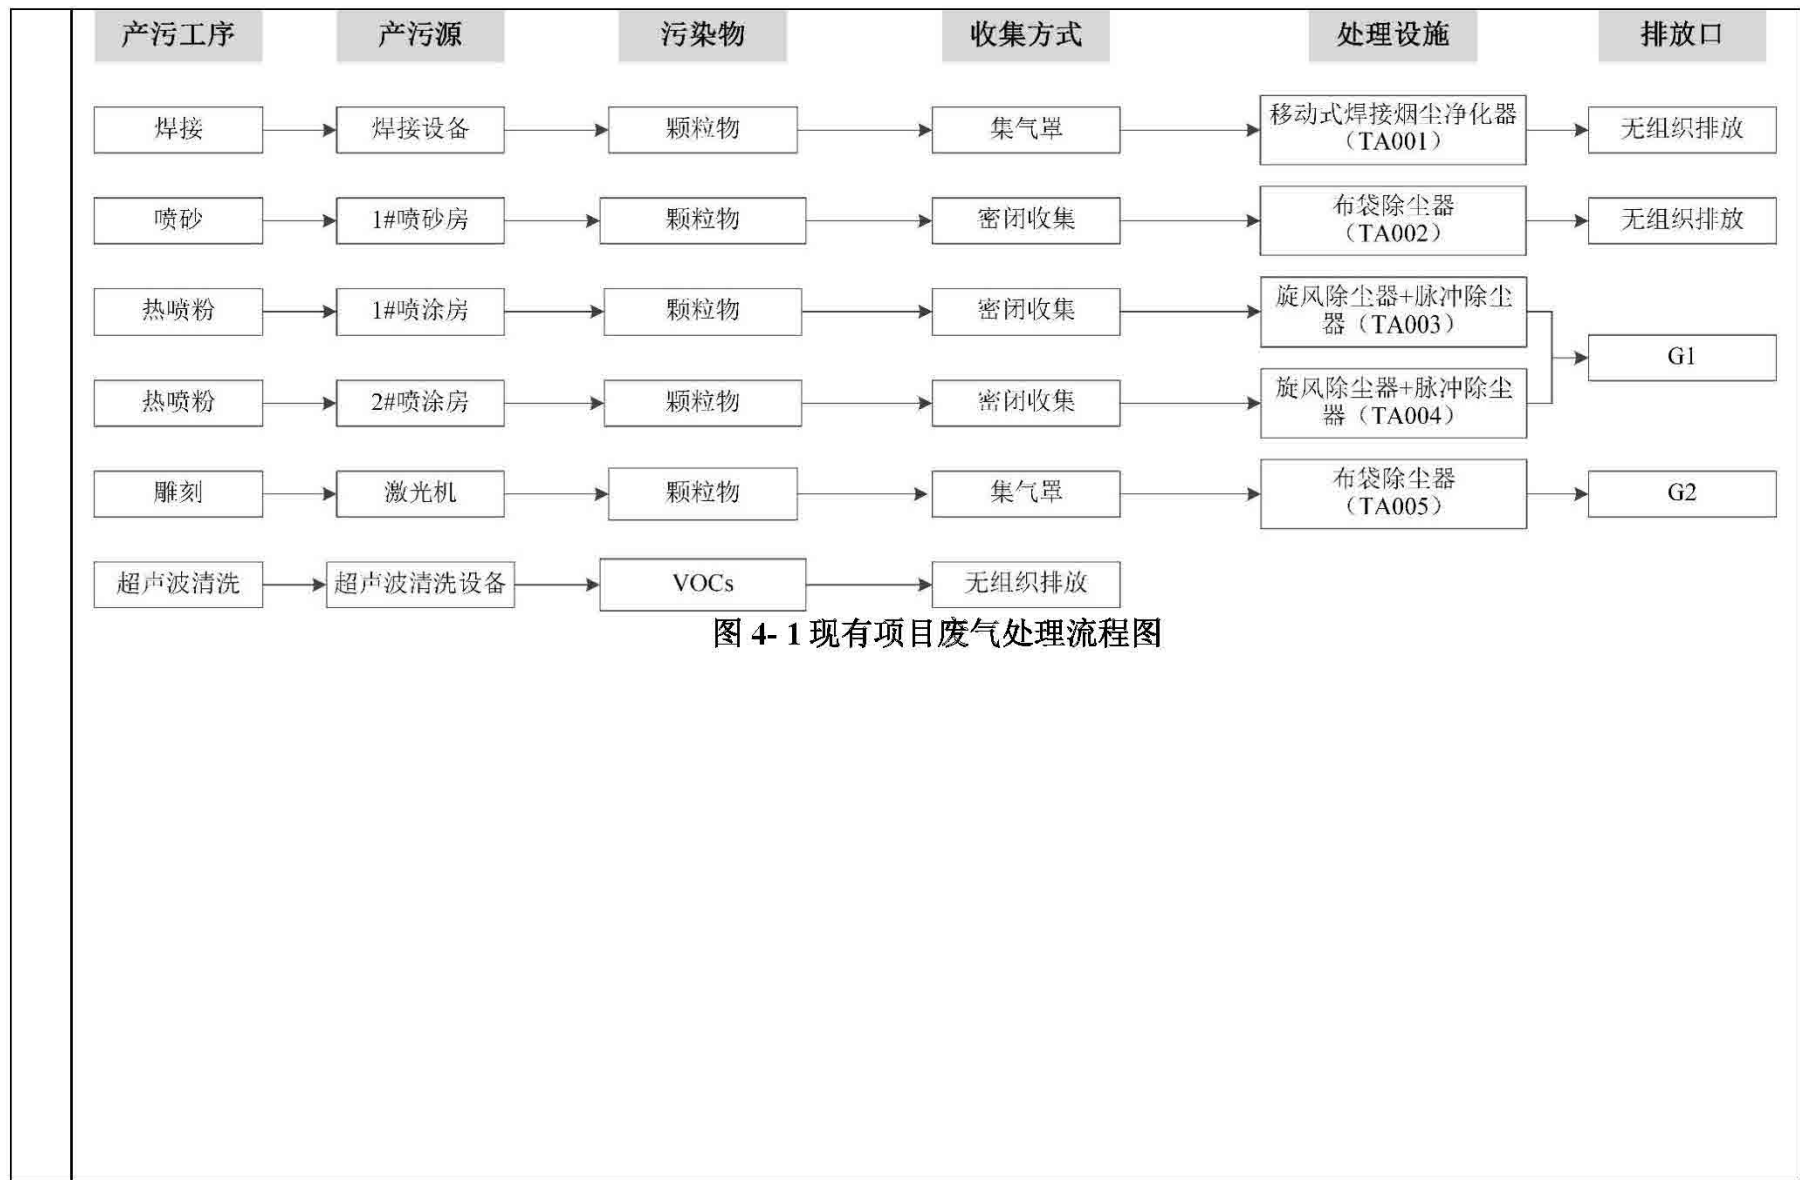 产污工序 产污源 污染物 收集方式 处理设施 排放口
焊接 焊接设备 颗粒物 集气罩 移动式焊接烟尘净化器 无组织排放
（TA001）
喷砂 1#喷砂房 颗粒物 密闭收集 布袋除尘器 无组织排放
（TA002）
热喷粉 1#喷涂房 颗粒物 密闭收集 旋风除尘器+脉冲除尘
器（TA003）
G1
热喷粉 2#喷涂房 颗粒物 密闭收集 旋风除尘器+脉冲除尘
器（TA004）
雕刻 激光机 颗粒物 集气罩 布袋除尘器 G2
（TA005）
超声波清洗 超声波清洗设备 VOCs 无组织排放
图 4- 1 现有项目废气处理流程图